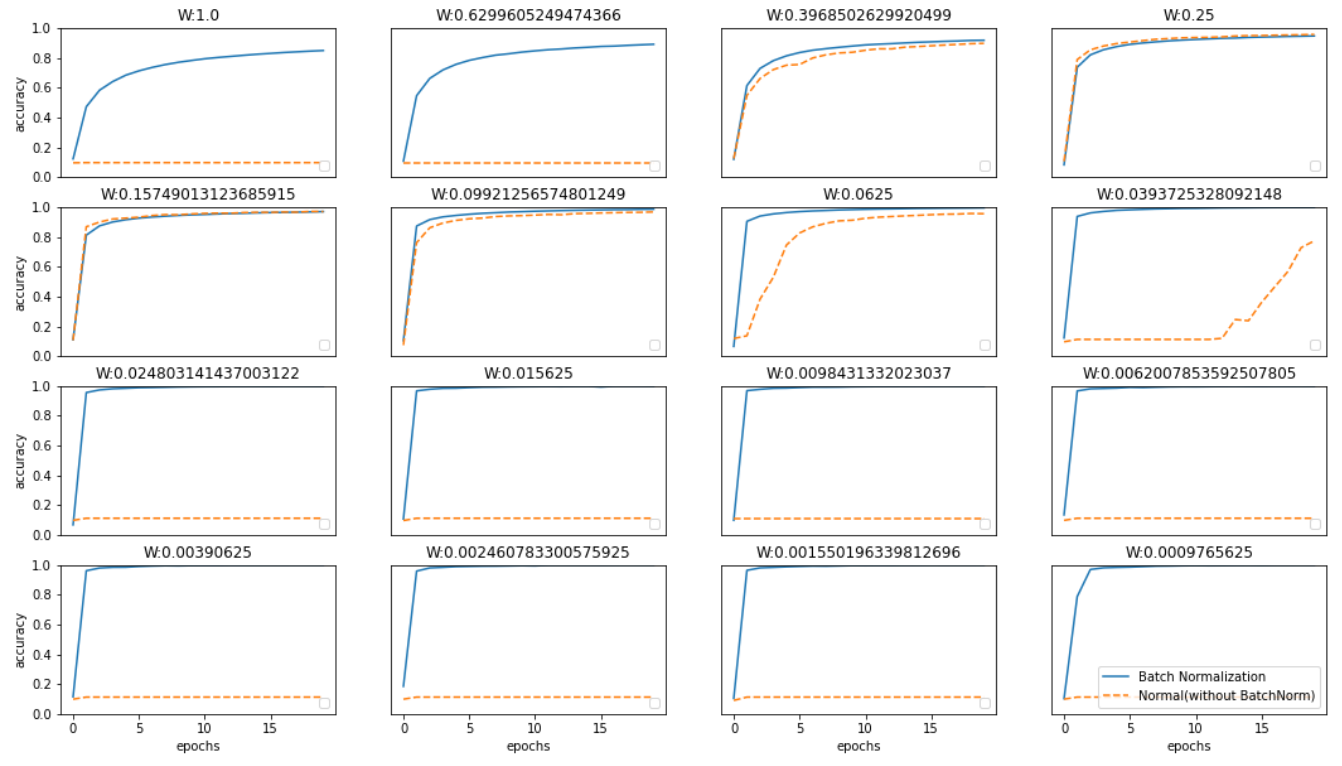 W:1.0
W:0.6299605249474366
W:0.3968502629920499
W:0.25
accuracy
1.0
0.8
0.6
0.4
0.2
0.0
W:0.15749013123685915
W:0.09921256574801249
W:0.0625
W:0.0393725328092148
accuracy
1.0
0.8
0.6
0.4
0.2
0.0
W:0.024803141437003122
W:0.015625
W:0.0098431332023037
W:0.0062007853592507805
accuracy
1.0
0.8
0.6
0.4
0.2
0.0
W:0.00390625
W:0.002460783300575925
W:0.001550196339812696
W:0.0009765625
accuracy
1.0
0.8
0.6
0.4
0.2
0.0
Batch Normalization
Normal(without BatchNorm)
0 5 10 15
0 5 10 15
0 5 10 15
0 5 10 15
epochs
epochs
epochs
epochs